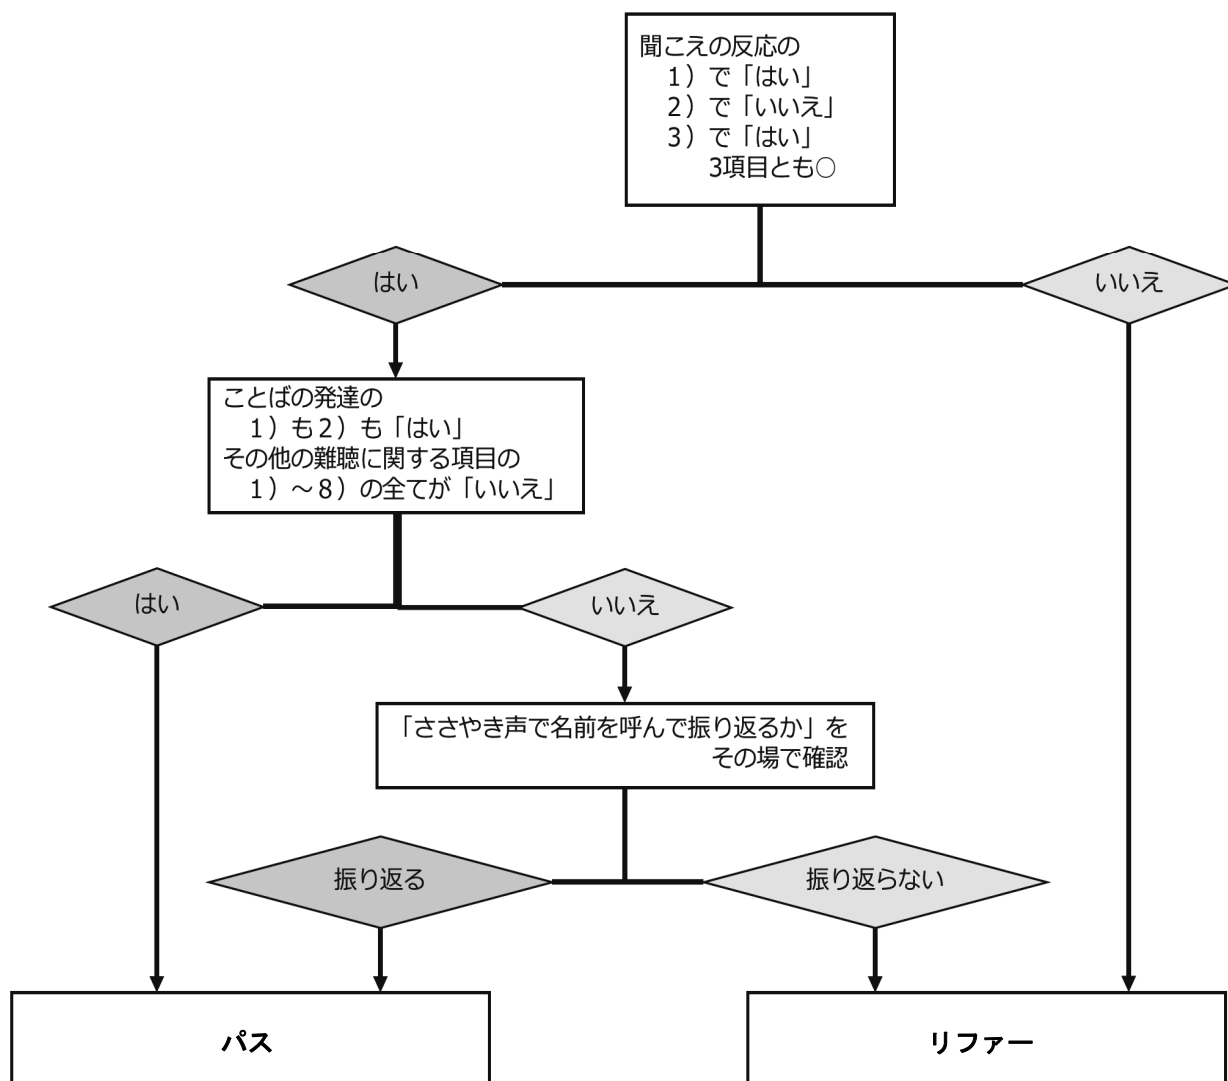 聞こえの反応の
1）で「はい」
2）で「いいえ」
3）で「はい」
3項目とも○
はい
いいえ
ことばの発達の
1）も2）も「はい」
その他の難聴に関する項目の
1）～8）の全てが「いいえ」
はい
いいえ
「ささやき声で名前を呼んで振り返るか」を
その場で確認
振り返る
振り返らない
パス
リファー